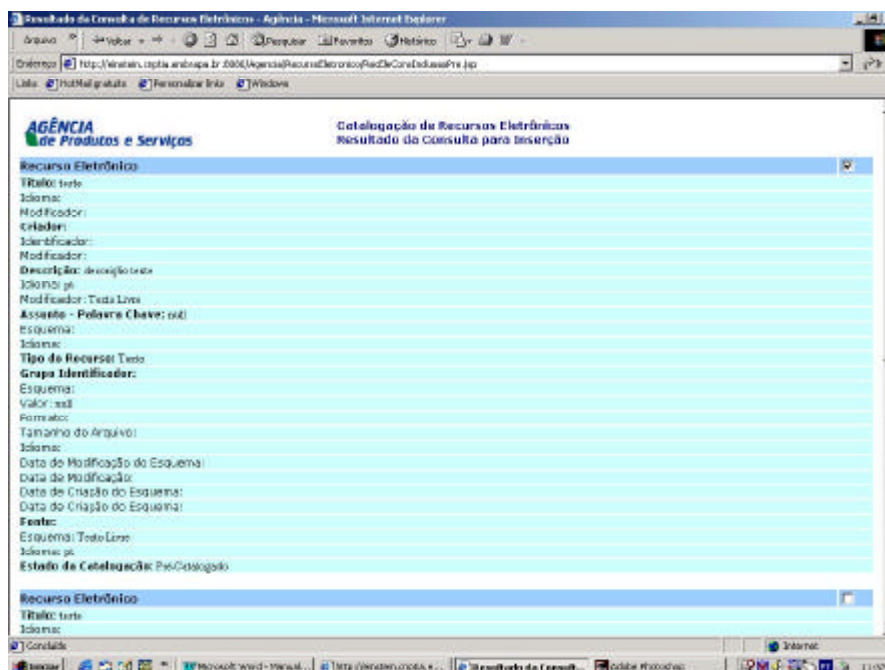 Resultado da Consulta de Recursos Eletrônicos - Agência - Microsoft Internet Explorer
Arquivo Voltar Pesquisar Favoritos Histórico
Endereço
Links HotMail gratuito Personalizar links Windows
AGÊNCIA
de Produtos e Serviços
Catalogação de Recursos Eletrônicos
Resultado da Consulta para Inserção
Recurso Eletrônico
Título: teste
Idioma:
Modificador:
Criador:
Identificador:
Modificador:
Descrição: descrição teste
Idioma: pt
Modificador: Texto Livre
Assunto - Palavra Chave: null
Esquema:
Idioma:
Tipo do Recurso: Texto
Grupo Identificador:
Esquema:
Valor: null
Formato:
Tamanho do Arquivo:
Idioma:
Data de Modificação do Esquema:
Data de Modificação:
Data de Criação do Esquema:
Data de Criação do Esquema:
Fonte:
Esquema: Texto Livre
Idioma: pt
Estado da Catalogação: Pré-Catalogado
Recurso Eletrônico
Título: teste
Idioma:
Concluído Internet
Iniciar Microsoft Word - Manual... Resultado da Consult... Adobe Photoshop